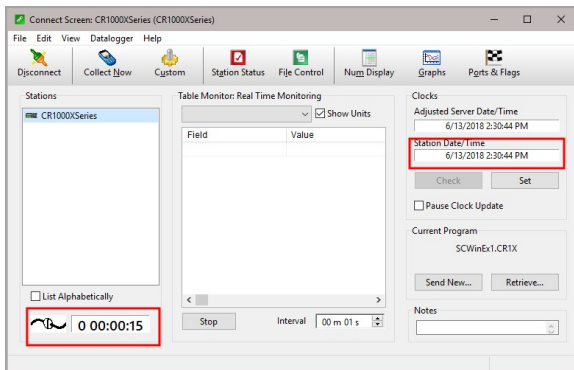 Connect Screen: CR1000XSeries (CR1000XSeries)
File Edit View Datalogger Help
Disconnect Collect Now Custom Station Status File Control Num Display Graphs Ports & Flags
Stations
CR1000XSeries
List Alphabetically
0 00:00:15
Table Monitor: Real Time Monitoring
Show Units
Field Value
Stop Interval 00 m 01 s
Clocks
Adjusted Server Date/Time
6/13/2018 2:30:44 PM
Station Date/Time
6/13/2018 2:30:44 PM
Check Set
Pause Clock Update
Current Program
SCWinEx1.CR1X
Send New... Retrieve...
Notes